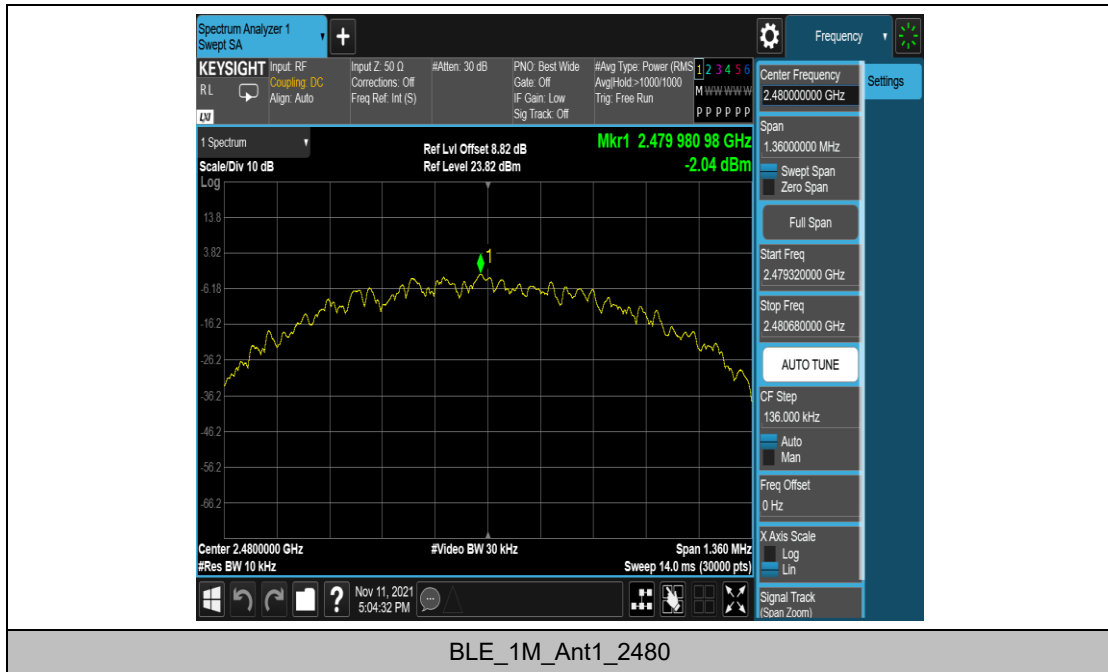 Spectrum Analyzer 1
Swept SA
+
Frequency
KEYSIGHT
RL
LXI
Input: RF
Coupling: DC
Align: Auto
Input Z: 50 Ω
Corrections: Off
Freq Ref: Int (S)
#Atten: 30 dB
PNO: Best Wide
Gate: Off
IF Gain: Low
Sig Track: Off
#Avg Type: Power (RMS
Avg|Hold:>1000/1000
Trig: Free Run
1 2 3 4 5 6
M W W W W W
P P P P P P
1 Spectrum
Scale/Div 10 dB
Ref Lvl Offset 8.82 dB
Ref Level 23.82 dBm
Mkr1 2.479 980 98 GHz
-2.04 dBm
Log
13.8
3.82
-6.18
-16.2
-26.2
-36.2
-46.2
-56.2
-66.2
1
Center 2.4800000 GHz
#Res BW 10 kHz
#Video BW 30 kHz
Span 1.360 MHz
Sweep 14.0 ms (30000 pts)
Center Frequency
2.480000000 GHz
Settings
Span
1.36000000 MHz
Swept Span
Zero Span
Full Span
Start Freq
2.479320000 GHz
Stop Freq
2.480680000 GHz
AUTO TUNE
CF Step
136.000 kHz
Auto
Man
Freq Offset
0 Hz
X Axis Scale
Log
Lin
Signal Track
(Span Zoom)
?
Nov 11, 2021
5:04:32 PM
BLE_1M_Ant1_2480